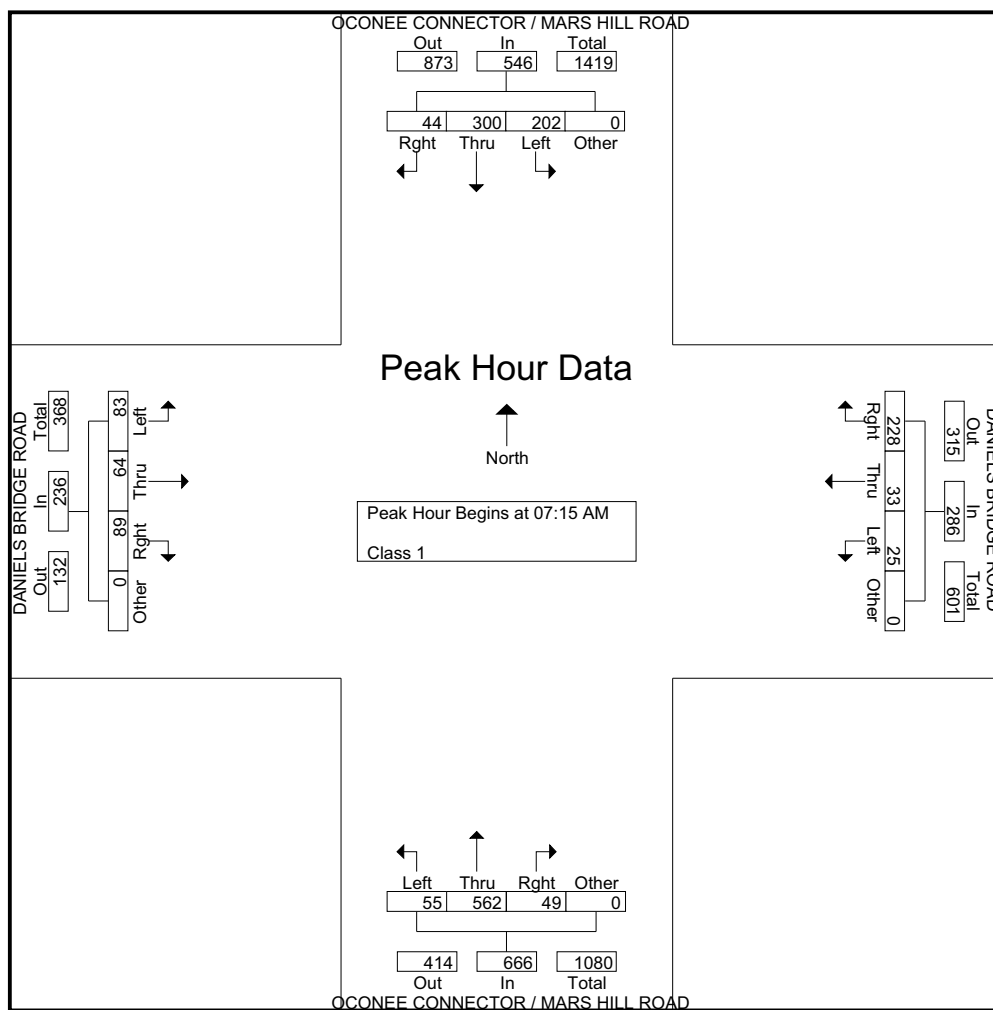 OCONEE CONNECTOR / MARS HILL ROAD
Out In Total
873 546 1419
44 300 202 0
Rght Thru Left Other
Peak Hour Data
North
Peak Hour Begins at 07:15 AM
Class 1
DANIELS BRIDGE ROAD
Out In Total
132 236 368
83 64 89 0
Left Thru Rght Other
DANIELS BRIDGE ROAD
Out In Total
315 286 601
228 33 25 0
Rght Thru Left Other
Left Thru Rght Other
55 562 49 0
414 666 1080
Out In Total
OCONEE CONNECTOR / MARS HILL ROAD